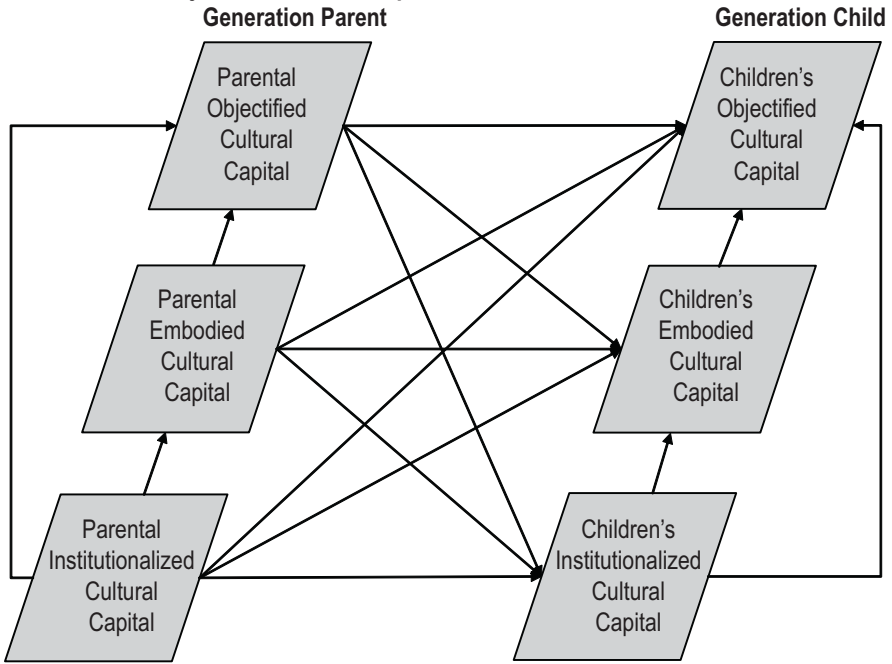 Generation Parent
Generation Child
Parental
Objectified
Cultural
Capital
Children's
Objectified
Cultural
Capital
Parental
Embodied
Cultural
Capital
Children's
Embodied
Cultural
Capital
Parental
Institutionalized
Cultural
Capital
Children's
Institutionalized
Cultural
Capital